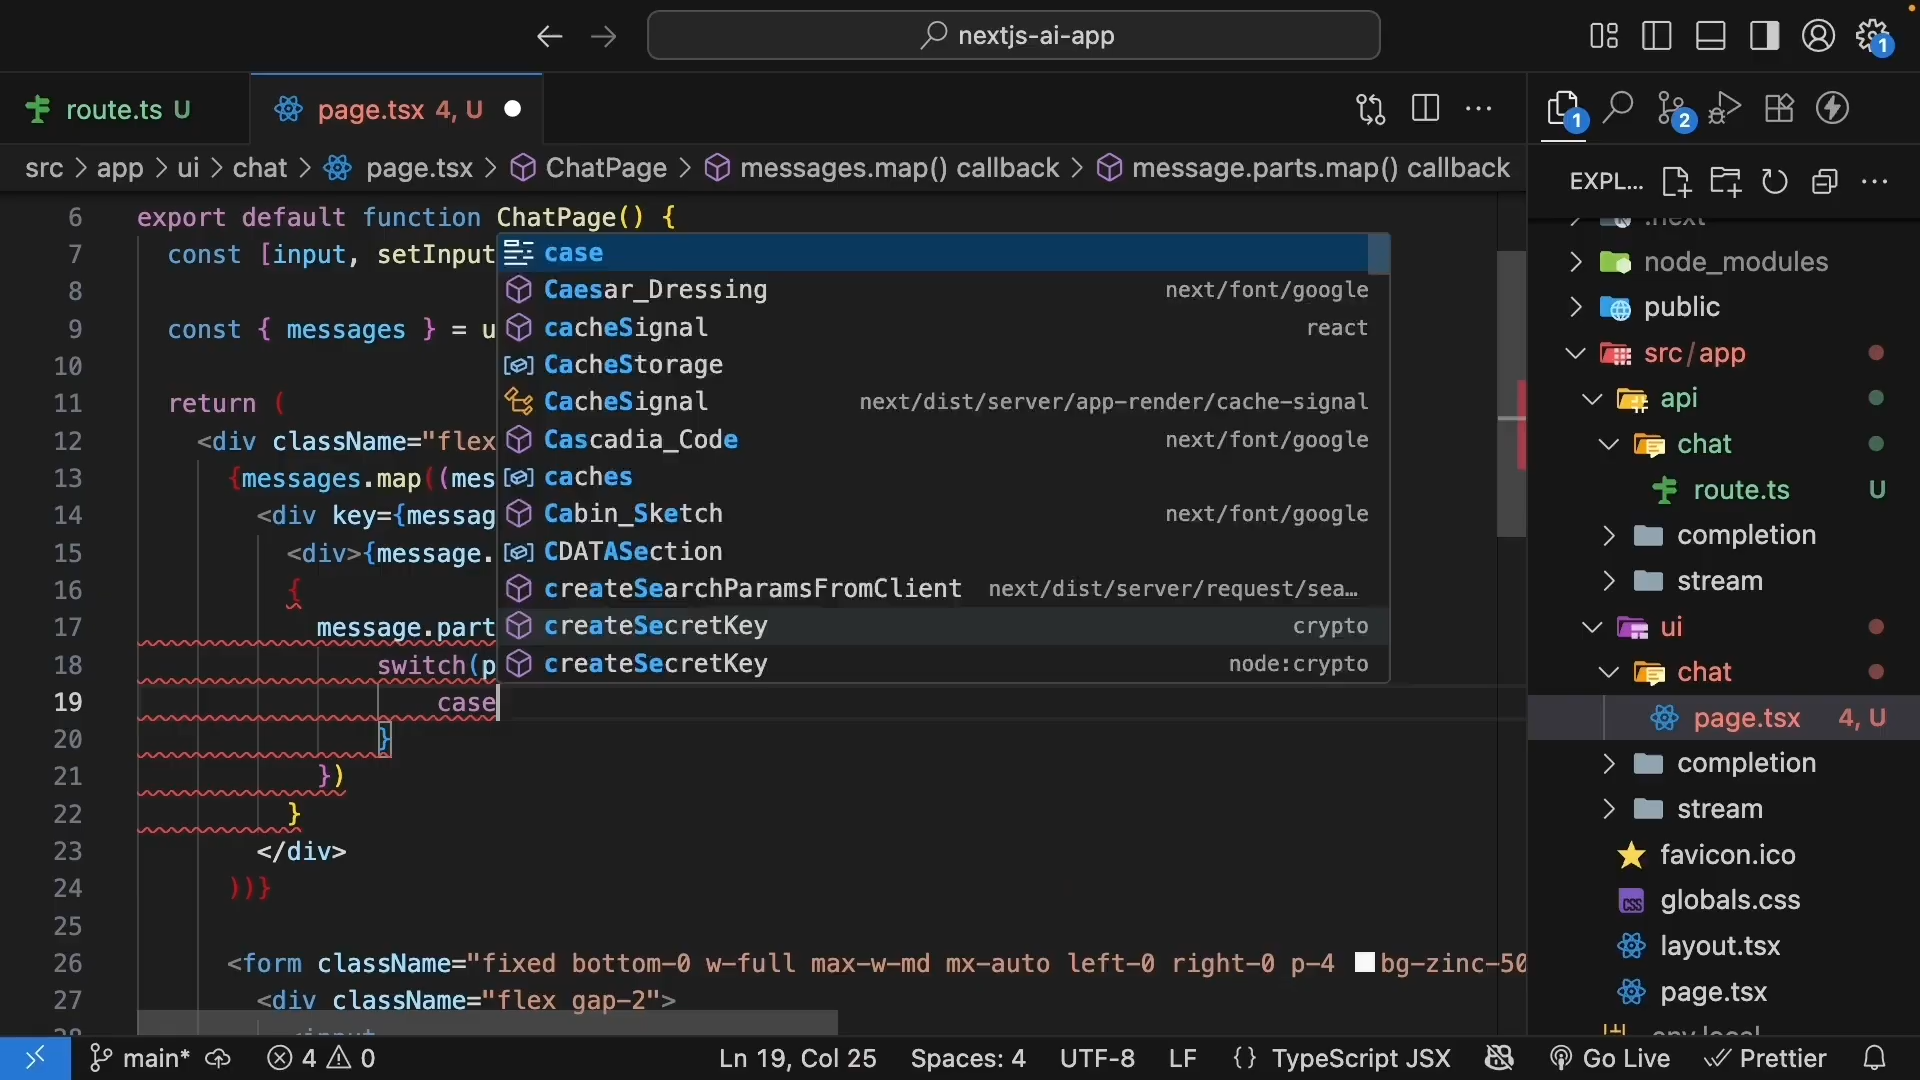 nextjs-ai-app
1
route.ts U
page.tsx 4, U
1
2
src > app > ui > chat > page.tsx > ChatPage > messages.map() callback > message.parts.map() callback
EXPL...
6 export default function ChatPage() {
7 const [input, setInput
8
9 const { messages } = u
10
11 return (
12 <div className="flex
13 {messages.map((mes
14 <div key={messag
15 <div>{message.
16 {
17 message.part
18 switch(p
19 case
20 }
21 })
22 }
23 </div>
24 ))}
25
26 <form className="fixed bottom-0 w-full max-w-md mx-auto left-0 right-0 p-4 bg-zinc-50
27 <div className="flex gap-2">
28 <input
case
Caesar_Dressing next/font/google
cacheSignal react
CacheStorage
CacheSignal next/dist/server/app-render/cache-signal
Cascadia_Code next/font/google
caches
Cabin_Sketch next/font/google
CDATASection
createSearchParamsFromClient next/dist/server/request/sea…
createSecretKey crypto
createSecretKey node:crypto
.next
node_modules
public
src/app
api
chat
route.ts U
completion
stream
ui
chat
page.tsx 4, U
completion
stream
favicon.ico
globals.css
layout.tsx
page.tsx
.env.local
main* 4 0 Ln 19, Col 25 Spaces: 4 UTF-8 LF {} TypeScript JSX Go Live Prettier